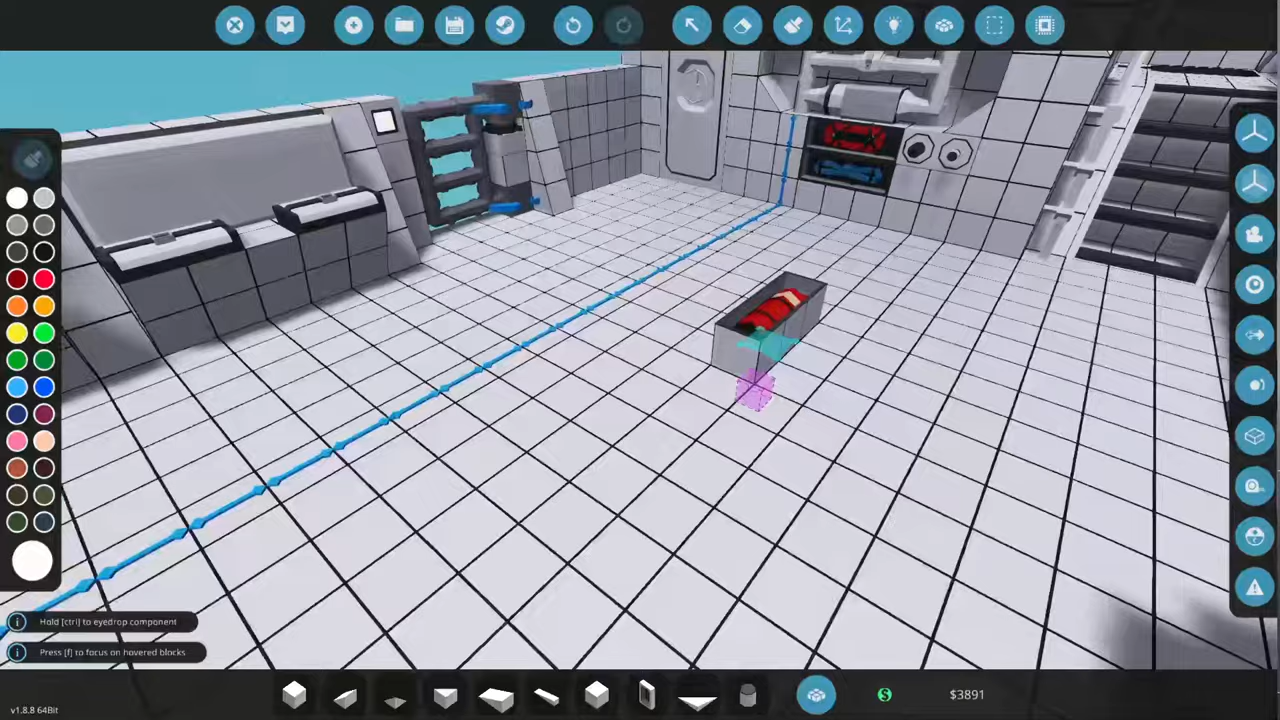 Hold [ctrl] to eyedrop component
Press [f] to focus on hovered blocks
$3891
v1.8.8 64Bit